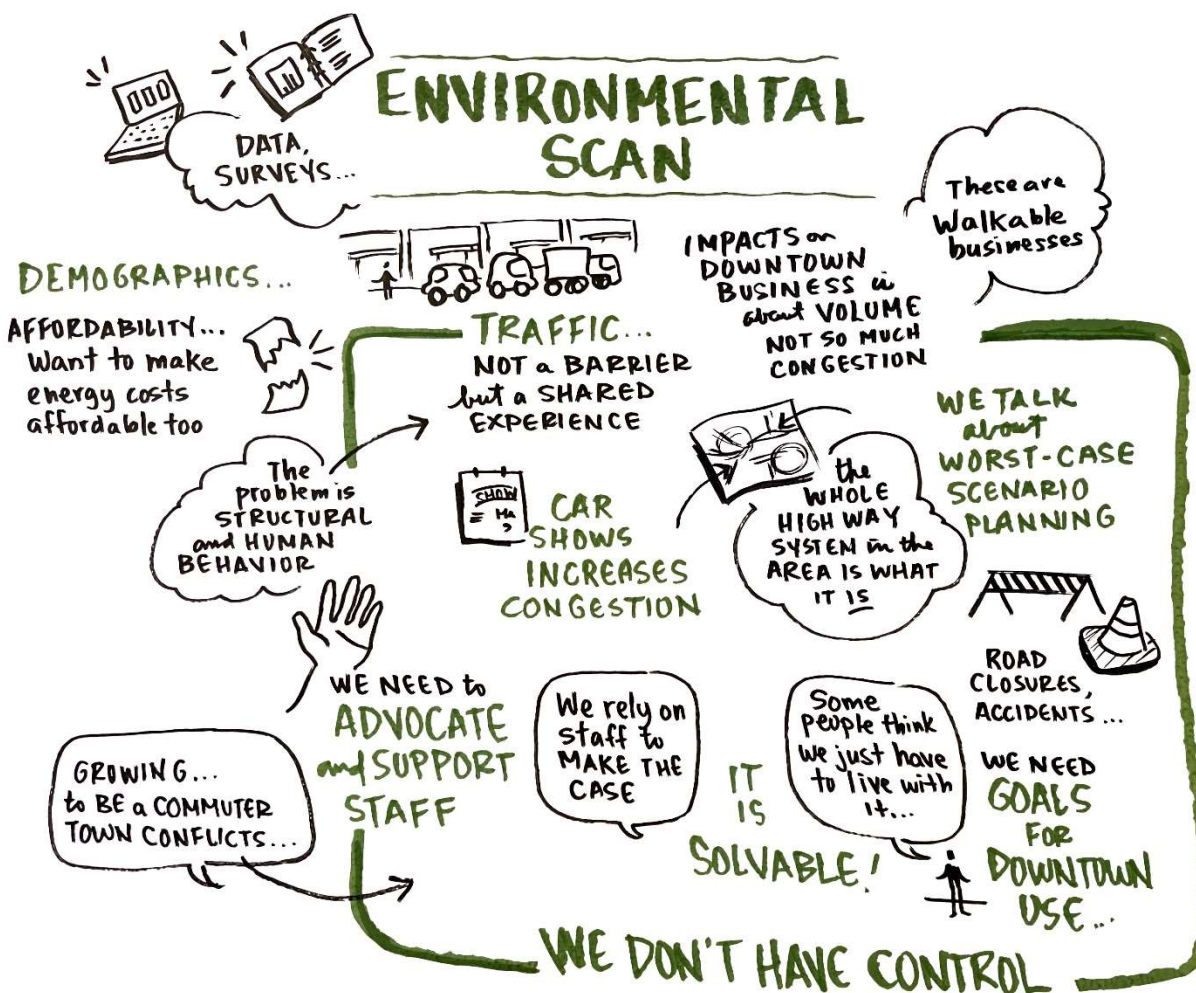 ENVIRONMENTAL
SCAN
DATA,
SURVEYS...
These are
Walkable
businesses
DEMOGRAPHICS...
AFFORDABILITY...
Want to make
energy costs
affordable too
TRAFFIC...
NOT a BARRIER
but a SHARED
EXPERIENCE
IMPACTS on
DOWNTOWN
BUSINESS is
about VOLUME
NOT SO MUCH
CONGESTION
The
problem is
STRUCTURAL
and HUMAN
BEHAVIOR
SHOW
CAR
SHOWS
INCREASES
CONGESTION
the
WHOLE
HIGH WAY
SYSTEM in the
AREA IS WHAT
IT IS
WE TALK
about
WORST-CASE
SCENARIO
PLANNING
ROAD
CLOSURES,
ACCIDENTS...
WE NEED to
ADVOCATE
and SUPPORT
STAFF
We rely on
staff to
MAKE THE
CASE
IT
IS
SOLVABLE!
Some
people think
we just have
to live with
it...
WE NEED
GOALS
FOR
DOWNTOWN
USE...
GROWING...
to BE a COMMUTER
TOWN CONFLICTS...
WE DON'T HAVE CONTROL